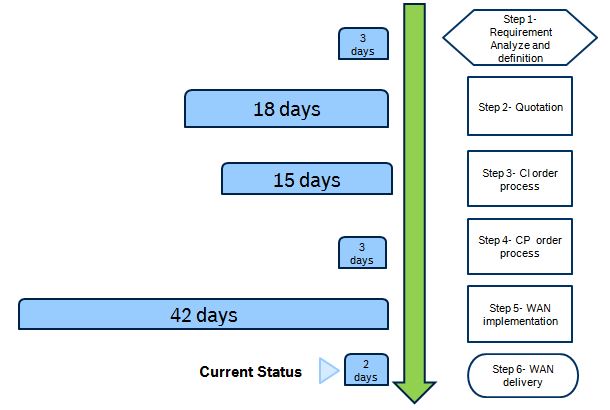 3
days
Step 1-
Requirement
Analyze and
definition
18 days
Step 2- Quotation
15 days
Step 3- CI order
process
3
days
Step 4- CP order
process
42 days
Step 5- WAN
implementation
Current Status
2
days
Step 6- WAN
delivery